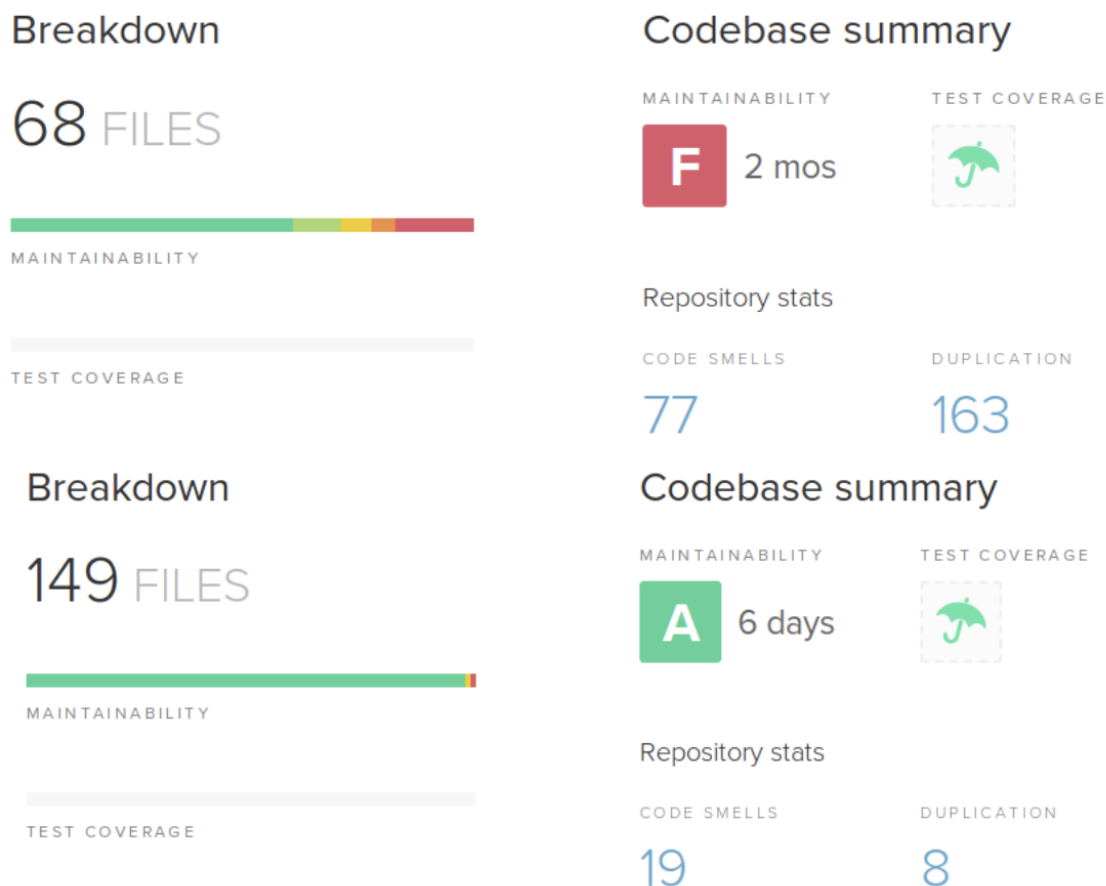 Breakdown
68 FILES
MAINTAINABILITY
TEST COVERAGE
Codebase summary
MAINTAINABILITY
TEST COVERAGE
F 2 mos
Repository stats
CODE SMELLS
DUPLICATION
77
163
Breakdown
149 FILES
MAINTAINABILITY
TEST COVERAGE
Codebase summary
MAINTAINABILITY
TEST COVERAGE
A 6 days
Repository stats
CODE SMELLS
DUPLICATION
19
8